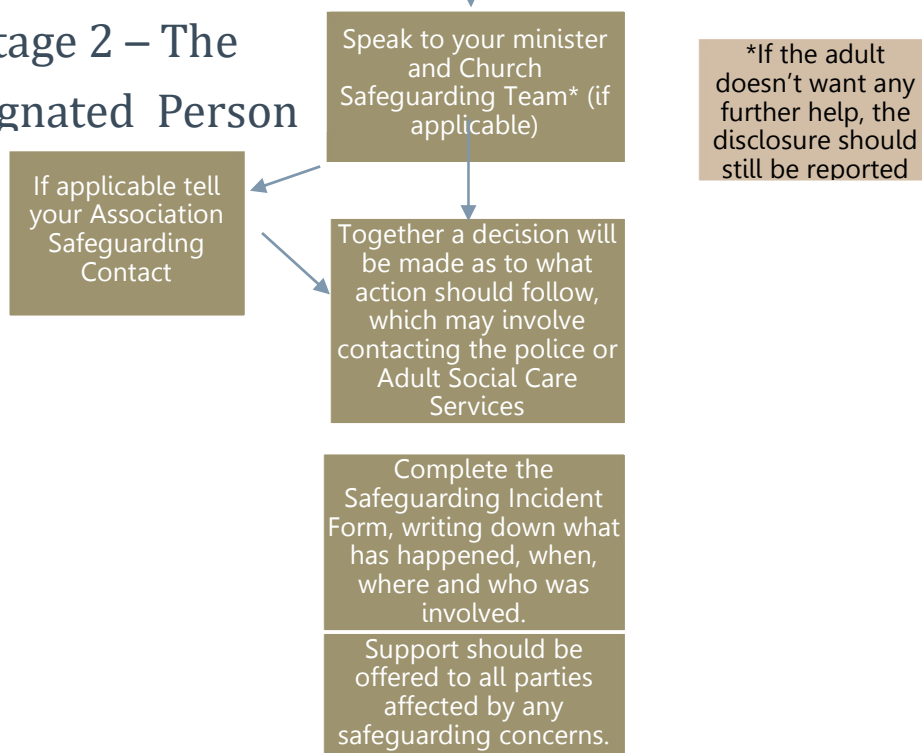 tage 2 – The
gnated Person
Speak to your minister
and Church
Safeguarding Team* (if
applicable)
*If the adult
doesn't want any
further help, the
disclosure should
still be reported
If applicable tell
your Association
Safeguarding
Contact
Together a decision will
be made as to what
action should follow,
which may involve
contacting the police or
Adult Social Care
Services
Complete the
Safeguarding Incident
Form, writing down what
has happened, when,
where and who was
involved.
Support should be
offered to all parties
affected by any
safeguarding concerns.